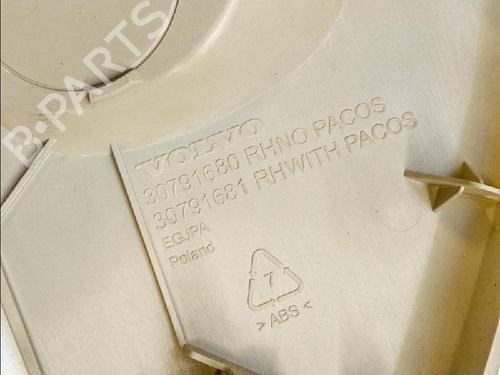 B-PARTS
VOLVO
30791680 RHNO PACOS
30791681 RHWITH PACOS
EGJPA
Poland
7
>ABS<